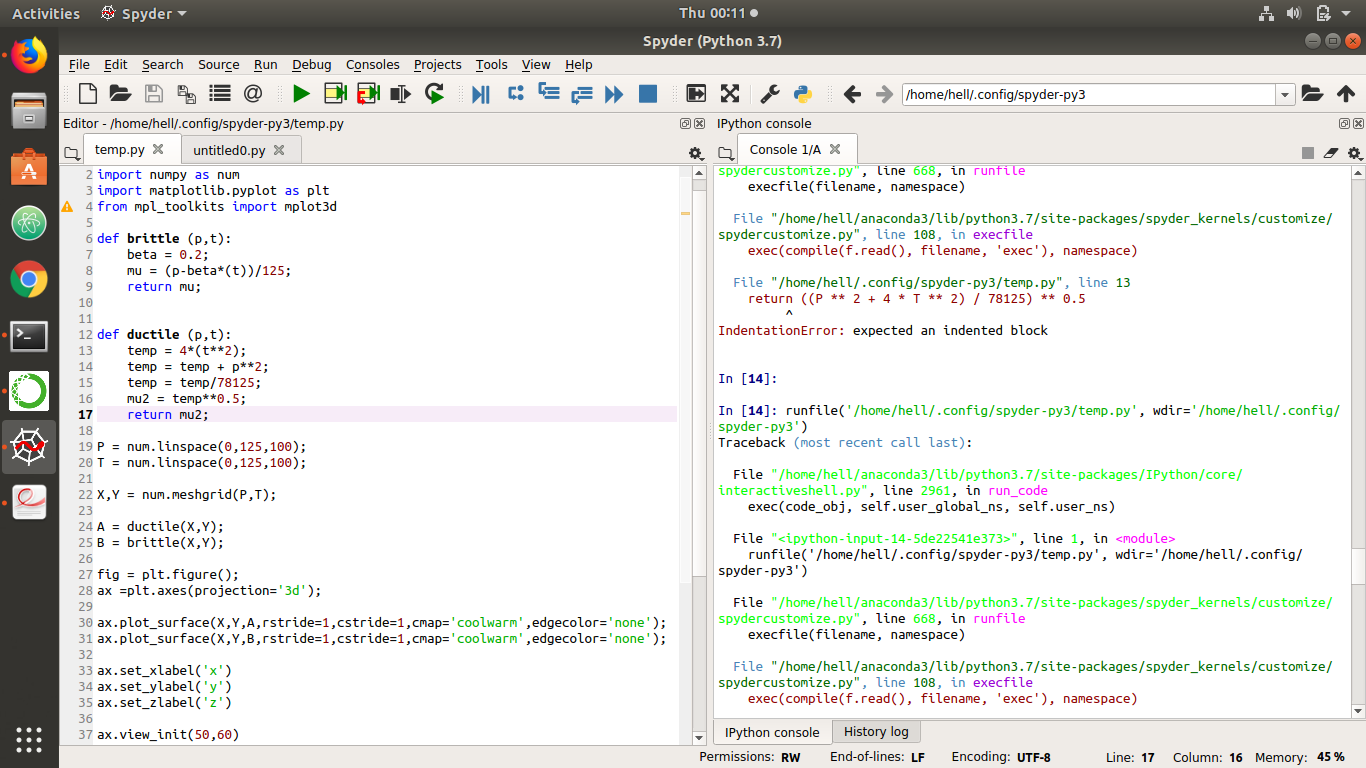 Activities Spyder Thu 00:11
Spyder (Python 3.7)
File Edit Search Source Run Debug Consoles Projects Tools View Help
/home/hell/.config/spyder-py3
Editor - /home/hell/.config/spyder-py3/temp.py
temp.py untitled0.py
2 import numpy as num
3 import matplotlib.pyplot as plt
4 from mpl_toolkits import mplot3d
5
6 def brittle (p,t):
7     beta = 0.2;
8     mu = (p-beta*(t))/125;
9     return mu;
10
11
12 def ductile (p,t):
13     temp = 4*(t**2);
14     temp = temp + p**2;
15     temp = temp/78125;
16     mu2 = temp**0.5;
17     return mu2;
18
19 P = num.linspace(0,125,100);
20 T = num.linspace(0,125,100);
21
22 X,Y = num.meshgrid(P,T);
23
24 A = ductile(X,Y);
25 B = brittle(X,Y);
26
27 fig = plt.figure();
28 ax =plt.axes(projection='3d');
29
30 ax.plot_surface(X,Y,A,rstride=1,cstride=1,cmap='coolwarm',edgecolor='none');
31 ax.plot_surface(X,Y,B,rstride=1,cstride=1,cmap='coolwarm',edgecolor='none');
32
33 ax.set_xlabel('x')
34 ax.set_ylabel('y')
35 ax.set_zlabel('z')
36
37 ax.view_init(50,60)
IPython console
Console 1/A
spydercustomize.py", line 668, in runfile
    execfile(filename, namespace)
  File "/home/hell/anaconda3/lib/python3.7/site-packages/spyder_kernels/customize/
spydercustomize.py", line 108, in execfile
    exec(compile(f.read(), filename, 'exec'), namespace)
  File "/home/hell/.config/spyder-py3/temp.py", line 13
    return ((P ** 2 + 4 * T ** 2) / 78125) ** 0.5
         ^
IndentationError: expected an indented block
In [14]:
In [14]: runfile('/home/hell/.config/spyder-py3/temp.py', wdir='/home/hell/.config/
spyder-py3')
Traceback (most recent call last):
  File "/home/hell/anaconda3/lib/python3.7/site-packages/IPython/core/
interactiveshell.py", line 2961, in run_code
    exec(code_obj, self.user_global_ns, self.user_ns)
  File "<ipython-input-14-5de22541e373>", line 1, in <module>
    runfile('/home/hell/.config/spyder-py3/temp.py', wdir='/home/hell/.config/
spyder-py3')
  File "/home/hell/anaconda3/lib/python3.7/site-packages/spyder_kernels/customize/
spydercustomize.py", line 668, in runfile
    execfile(filename, namespace)
  File "/home/hell/anaconda3/lib/python3.7/site-packages/spyder_kernels/customize/
spydercustomize.py", line 108, in execfile
    exec(compile(f.read(), filename, 'exec'), namespace)
IPython console History log
Permissions: RW End-of-lines: LF Encoding: UTF-8 Line: 17 Column: 16 Memory: 45 %